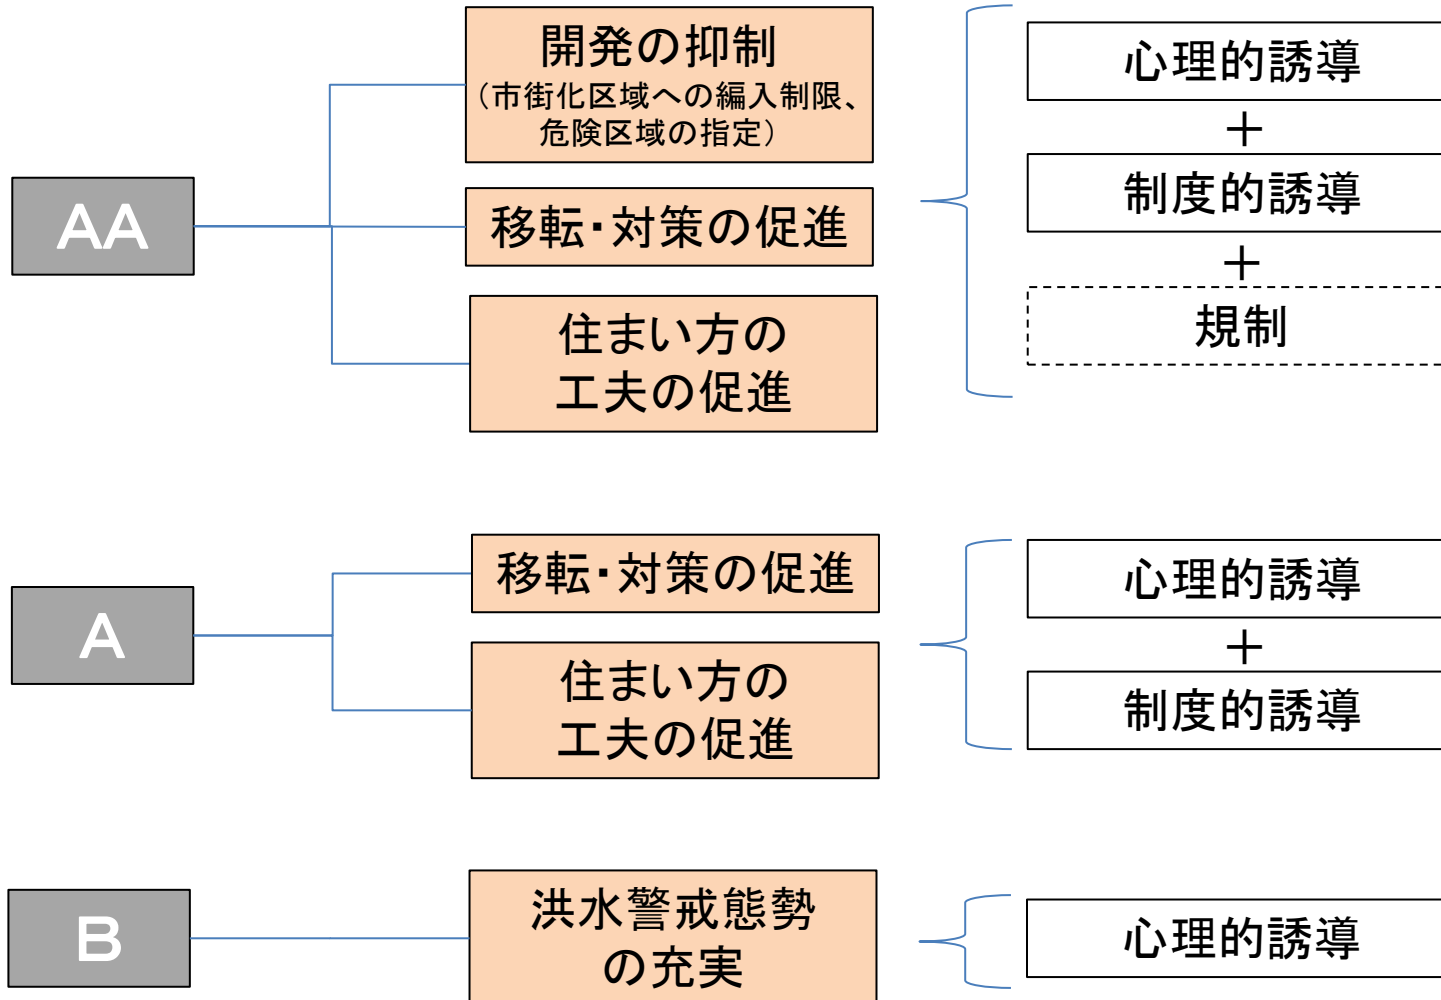 AA
開発の抑制
（市街化区域への編入制限、
危険区域の指定）
移転・対策の促進
住まい方の
工夫の促進
心理的誘導
＋
制度的誘導
＋
規制
A
移転・対策の促進
住まい方の
工夫の促進
心理的誘導
＋
制度的誘導
B
洪水警戒態勢
の充実
心理的誘導